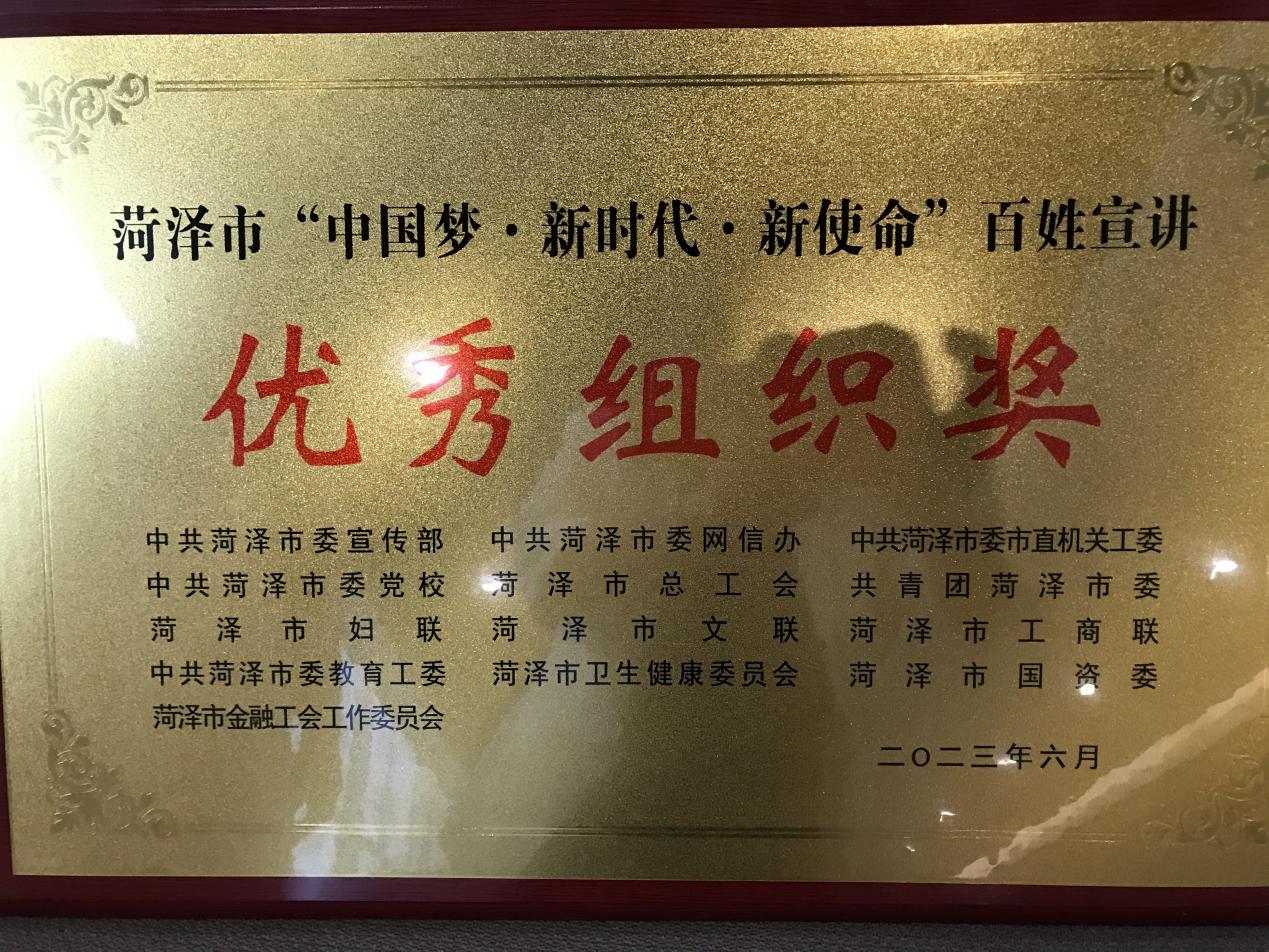 菏泽市“中国梦·新时代·新使命”百姓宣讲
优秀组织奖
中共菏泽市委宣传部 中共菏泽市委网信办 中共菏泽市委市直机关工委
中共菏泽市委党校 菏泽市总工会 共青团菏泽市委
菏泽市妇联 菏泽市文联 菏泽市工商联
中共菏泽市委教育工委 菏泽市卫生健康委员会 菏泽市国资委
菏泽市金融工会工作委员会
二〇二三年六月